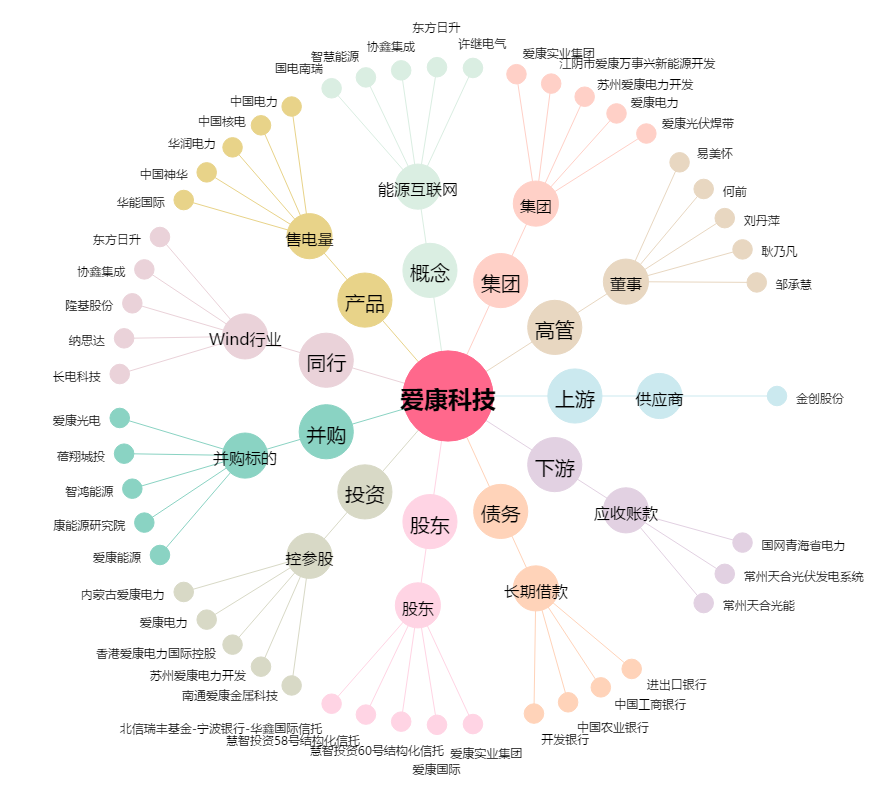 东方日升
许继电气
协鑫集成
智慧能源
国电南瑞
能源互联网
概念
爱康实业集团
江阴市爱康万事兴新能源开发
苏州爱康电力开发
爱康电力
爱康光伏焊带
集团
集团
易美怀
何前
刘丹萍
耿乃凡
邹承慧
董事
高管
金创股份
供应商
上游
国网青海省电力
常州天合光伏发电系统
常州天合光能
应收账款
下游
进出口银行
中国工商银行
中国农业银行
开发银行
长期借款
债务
爱康实业集团
爱康国际
慧智投资60号结构化信托
慧智投资58号结构化信托
北信瑞丰基金-宁波银行-华鑫国际信托
股东
股东
南通爱康金属科技
苏州爱康电力开发
香港爱康电力国际控股
爱康电力
内蒙古爱康电力
控参股
投资
爱康能源
康能源研究院
智鸿能源
蓓翔城投
爱康光电
并购标的
并购
长电科技
纳思达
隆基股份
协鑫集成
东方日升
Wind行业
同行
华能国际
中国神华
华润电力
中国核电
中国电力
售电量
产品
爱康科技